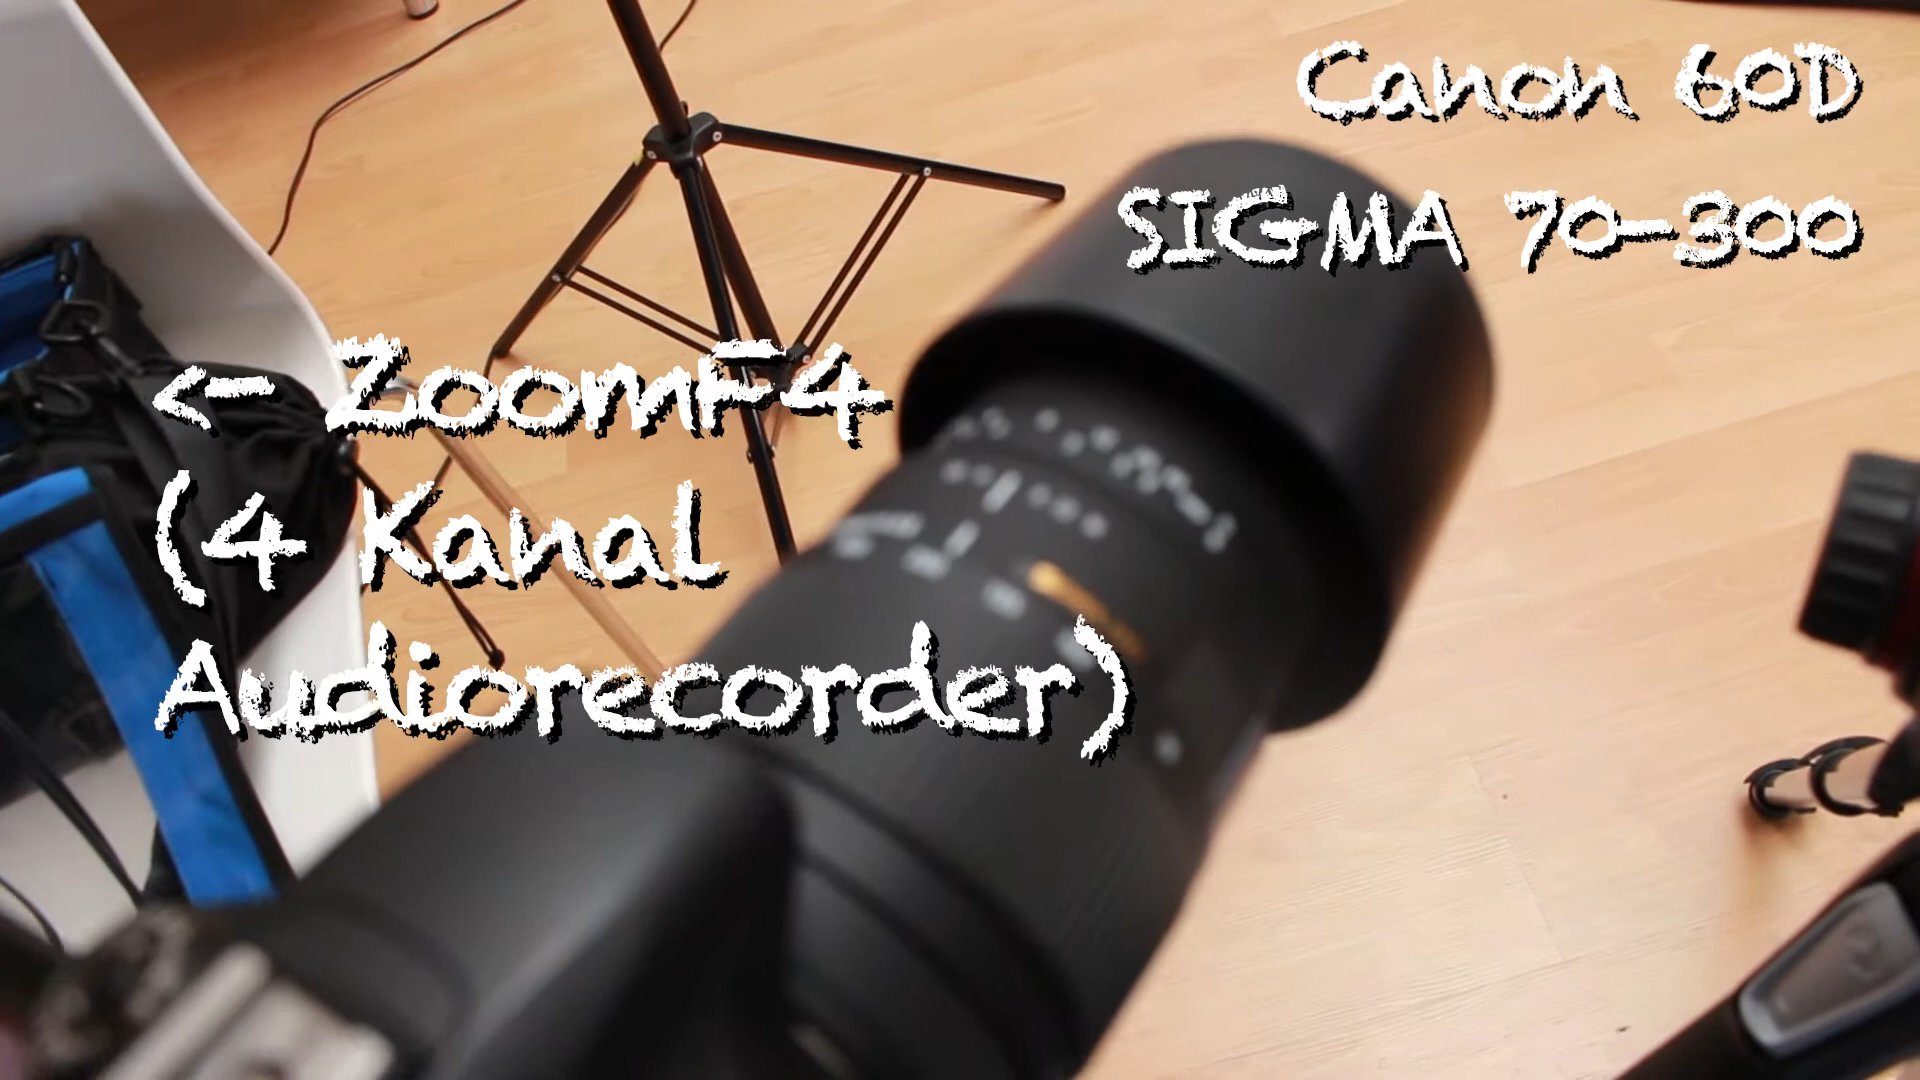 Canon 60D
SIGMA 70-300
<- ZoomF4
(4 Kanal
Audiorecorder)